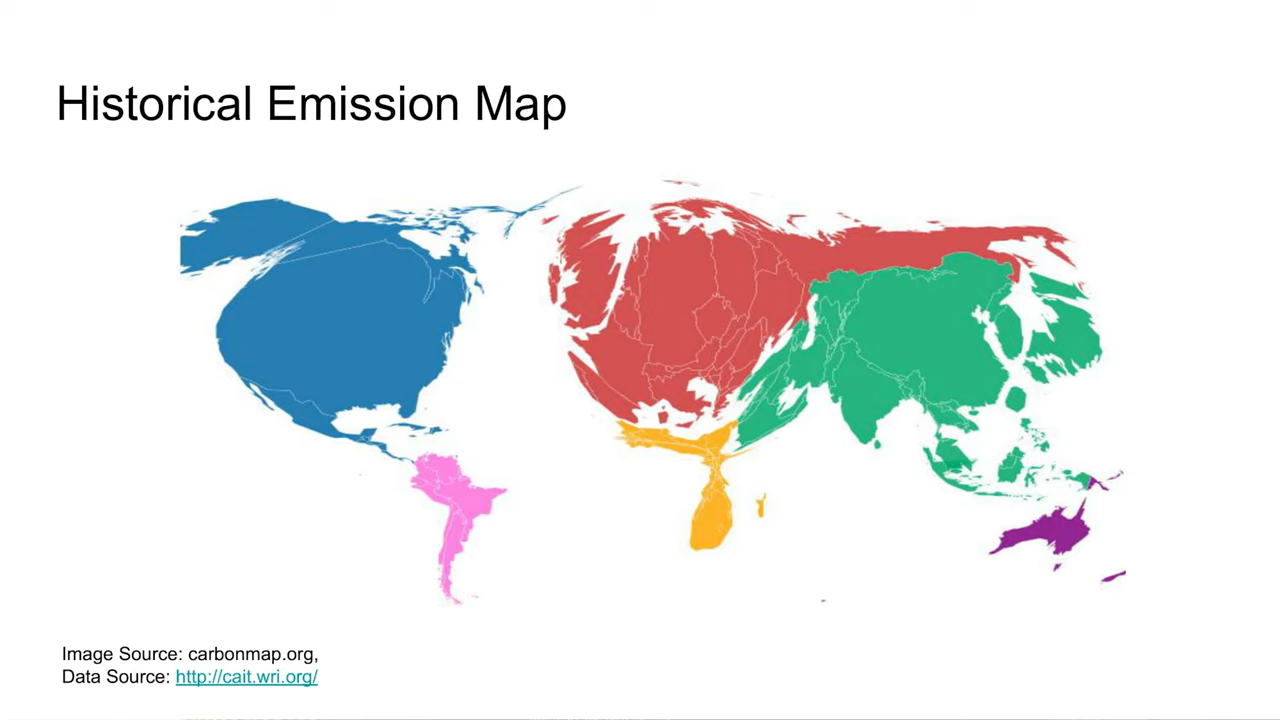 Historical Emission Map
Image Source: carbonmap.org,
Data Source: http://cait.wri.org/